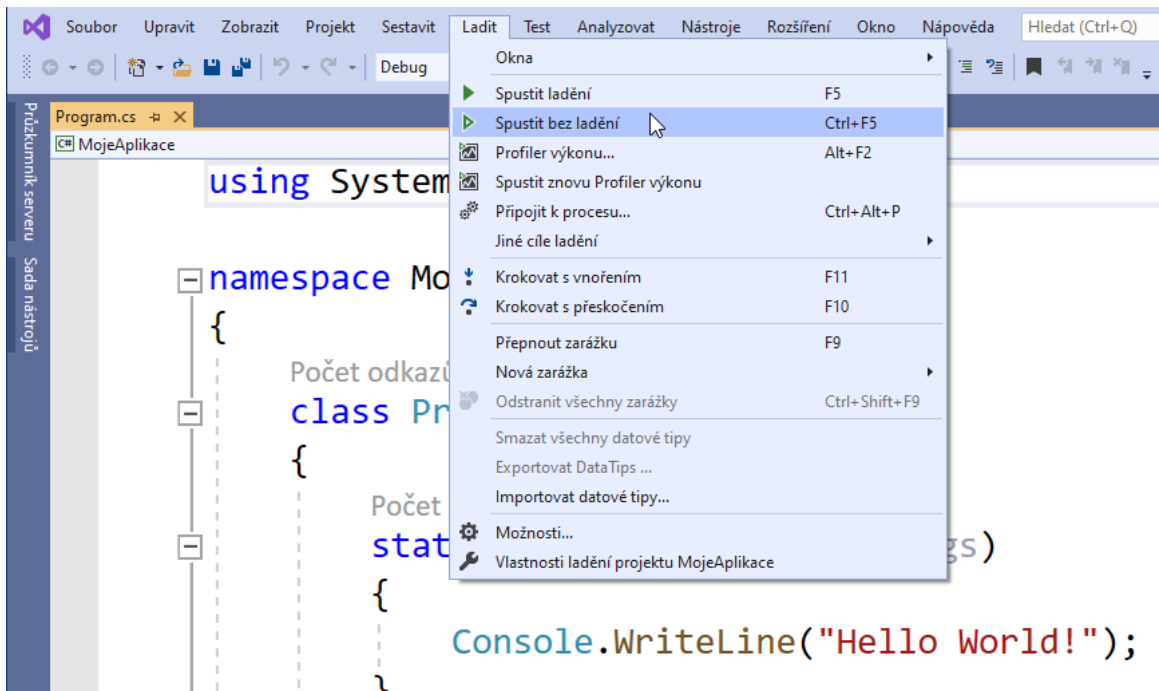 Soubor Upravit Zobrazit Projekt Sestavit Ladit Test Analyzovat Nástroje Rozšíření Okno Nápověda Hledat (Ctrl+Q)
Debug
Okna
Spustit ladění F5
Spustit bez ladění Ctrl+F5
Profiler výkonu... Alt+F2
Spustit znovu Profiler výkonu
Připojit k procesu... Ctrl+Alt+P
Jiné cíle ladění
Krokovat s vnořením F11
Krokovat s přeskočením F10
Přepnout zarážku F9
Nová zarážka
Odstranit všechny zarážky Ctrl+Shift+F9
Smazat všechny datové tipy
Exportovat DataTips ...
Importovat datové tipy...
Možnosti...
Vlastnosti ladění projektu MojeAplikace
Průzkumník serveru
Sada nástrojů
Program.cs
C# MojeAplikace
using System
namespace Mo
{
Počet odkazů
class Pr
{
Počet
stat gs)
{
Console.WriteLine("Hello World!");
}